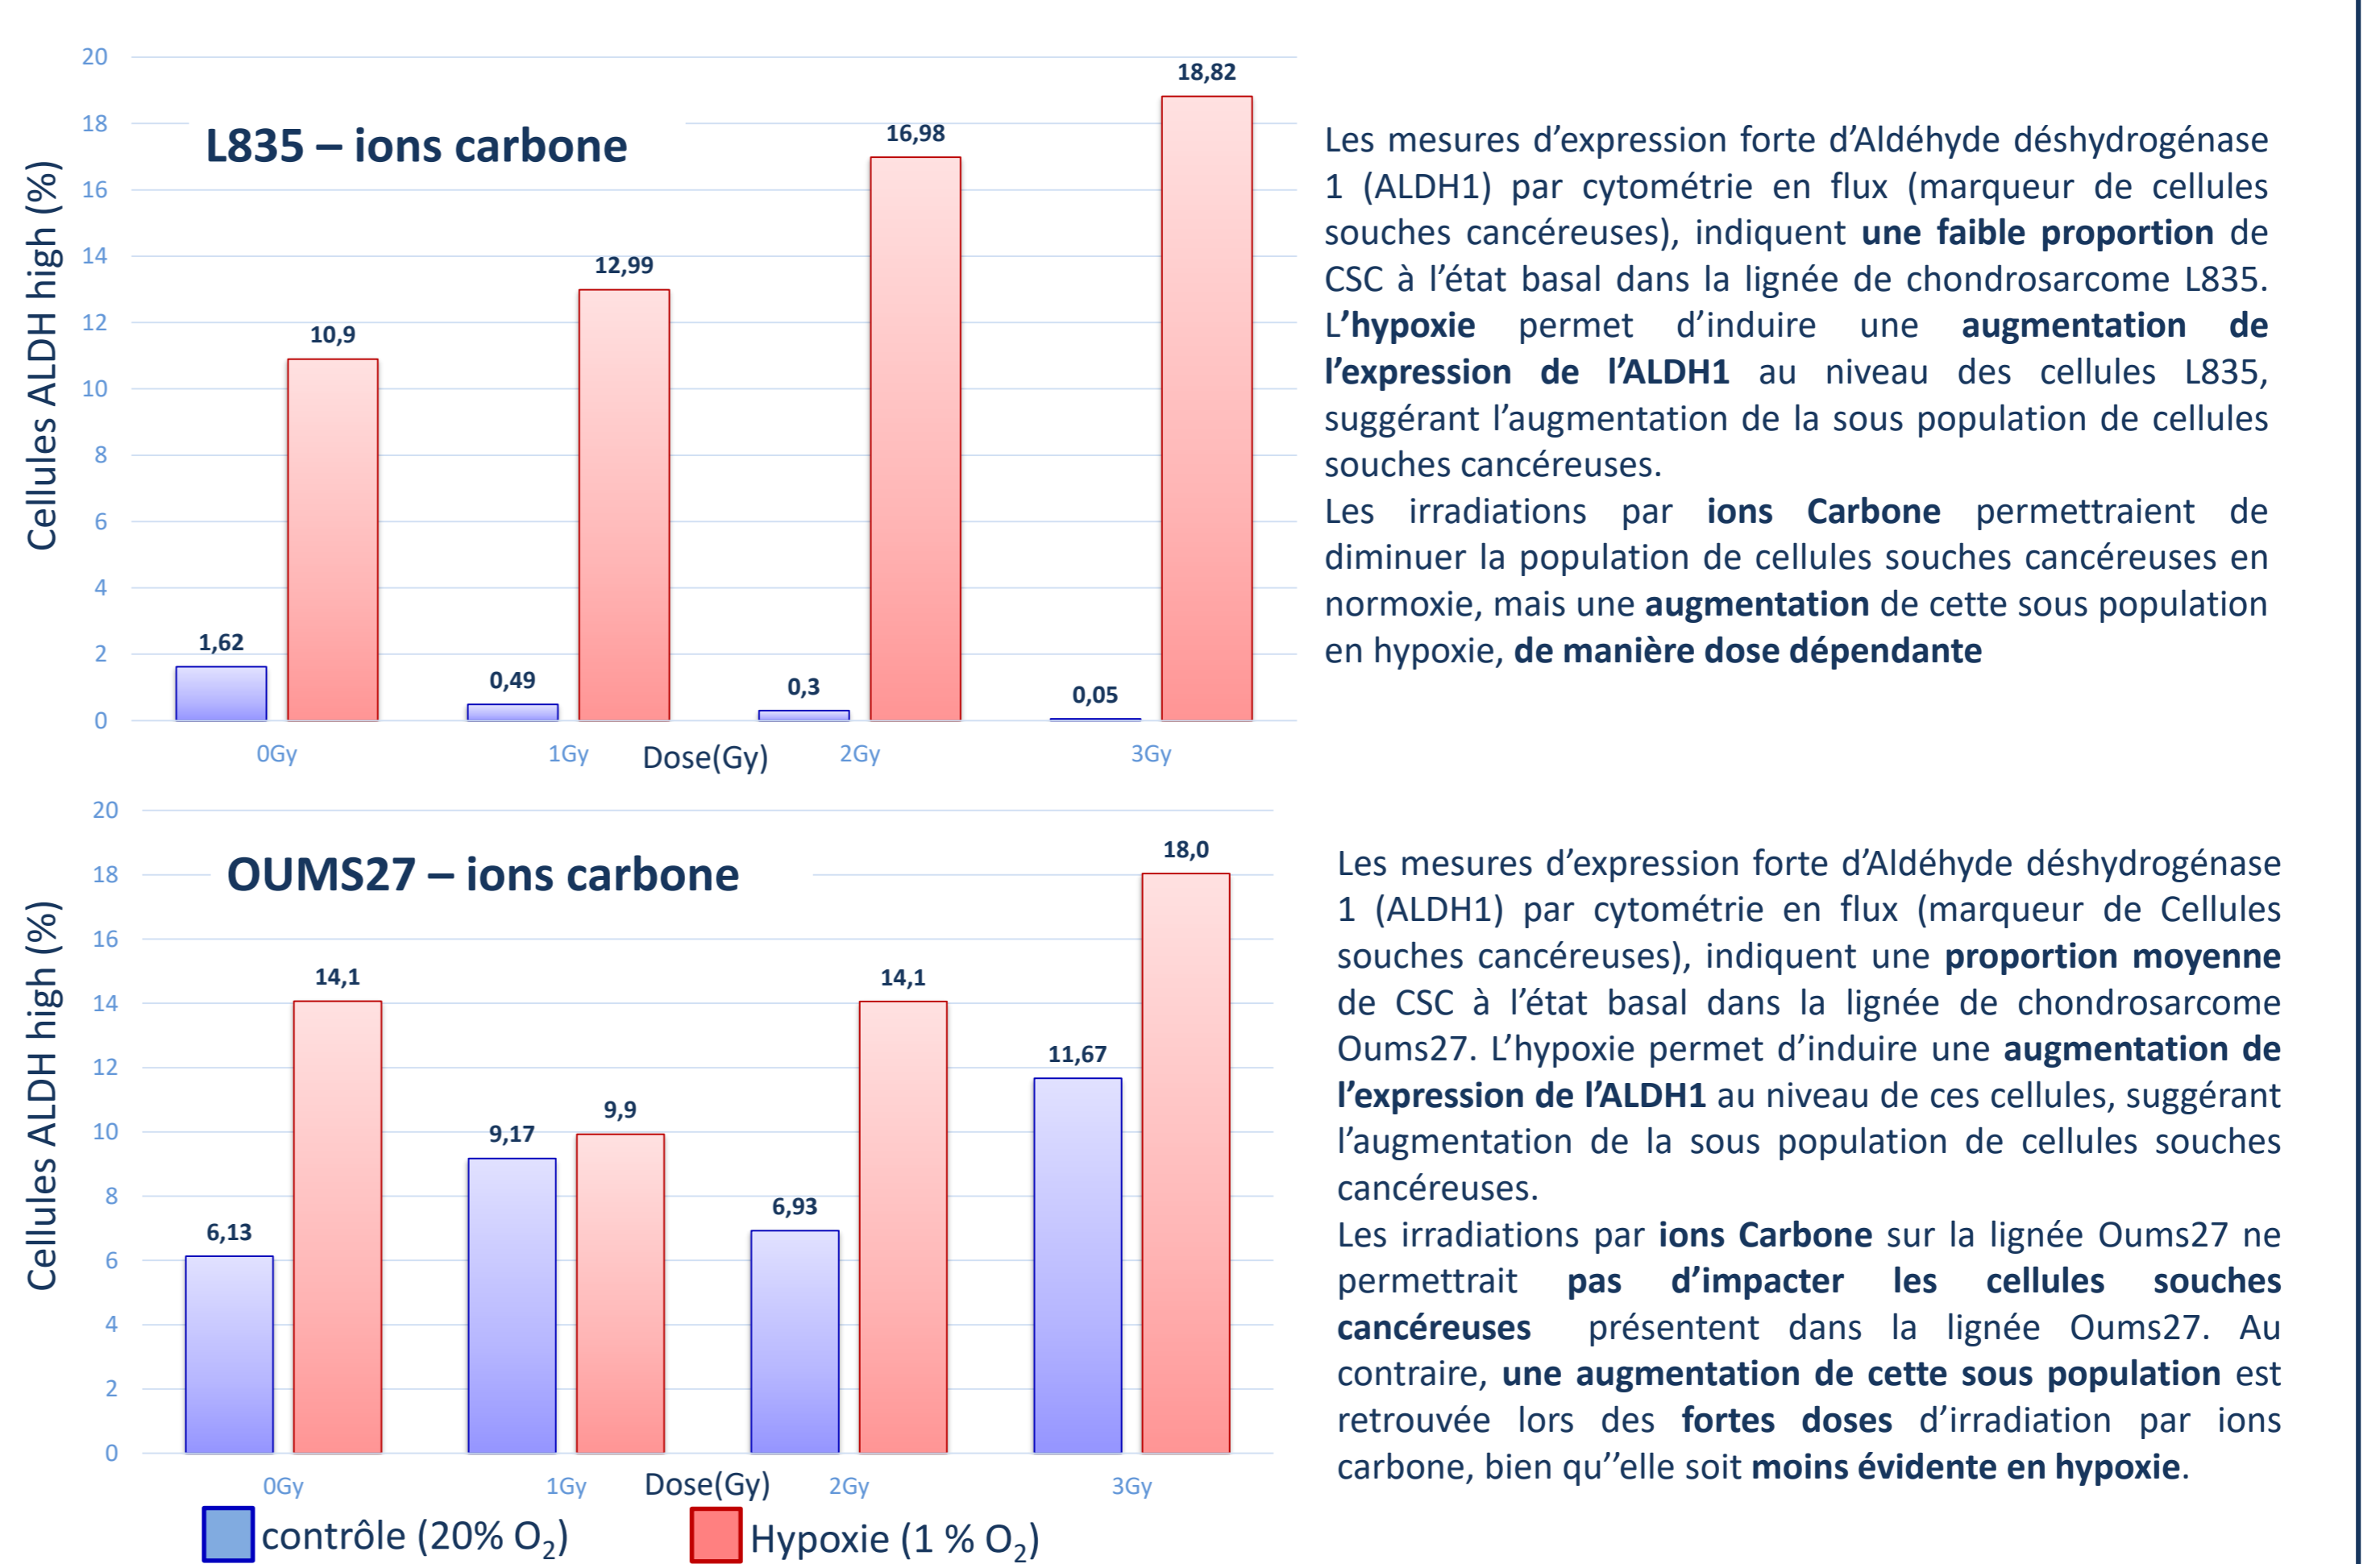 20
18,82
18
L835 – ions carbone
16,98
16
14
12,99
12
10,9
10
8
6
4
2
1,62
0,49
0,3
0,05
0
0Gy
1Gy
2Gy
3Gy
Dose(Gy)
Cellules ALDH high (%)
Les mesures d’expression forte d’Aldéhyde déshydrogénase
1 (ALDH1) par cytométrie en flux (marqueur de cellules
souches cancéreuses), indiquent une faible proportion de
CSC à l’état basal dans la lignée de chondrosarcome L835.
L’hypoxie permet d’induire une augmentation de
l’expression de l’ALDH1 au niveau des cellules L835,
suggérant l’augmentation de la sous population de cellules
souches cancéreuses.
Les irradiations par ions Carbone permettraient de
diminuer la population de cellules souches cancéreuses en
normoxie, mais une augmentation de cette sous population
en hypoxie, de manière dose dépendante
20
18,0
18
OUMS27 – ions carbone
16
14,1
14,1
14
12
11,67
10
9,17
9,9
8
6,93
6,13
6
4
2
0
0Gy
1Gy
2Gy
3Gy
Dose(Gy)
Cellules ALDH high (%)
contrôle (20% O₂)
Hypoxie (1 % O₂)
Les mesures d’expression forte d’Aldéhyde déshydrogénase
1 (ALDH1) par cytométrie en flux (marqueur de Cellules
souches cancéreuses), indiquent une proportion moyenne
de CSC à l’état basal dans la lignée de chondrosarcome
Oums27. L’hypoxie permet d’induire une augmentation de
l’expression de l’ALDH1 au niveau de ces cellules, suggérant
l’augmentation de la sous population de cellules souches
cancéreuses.
Les irradiations par ions Carbone sur la lignée Oums27 ne
permettrait pas d’impacter les cellules souches
cancéreuses présentent dans la lignée Oums27. Au
contraire, une augmentation de cette sous population est
retrouvée lors des fortes doses d’irradiation par ions
carbone, bien qu’’elle soit moins évidente en hypoxie.